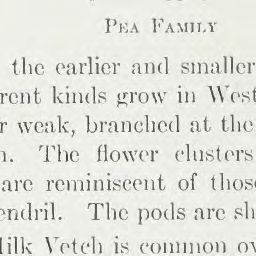 PEA FAMILY
the earlier and smaller
rent kinds grow in West
r weak, branched at the
n. The flower clusters
are reminiscent of thos
endril. The pods are sh
Milk Vetch is common ov